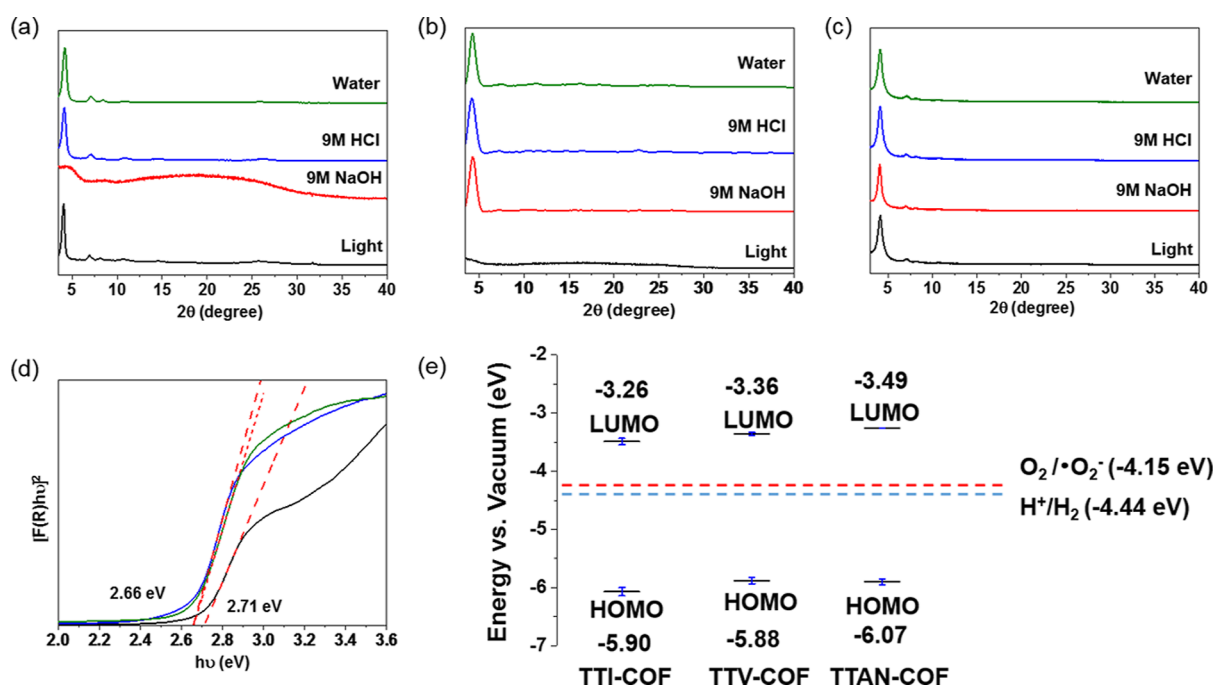 (a)
Water
9M HCl
9M NaOH
Light
5 10 15 20 25 30 35 40
2θ (degree)
(b)
Water
9M HCl
9M NaOH
Light
5 10 15 20 25 30 35 40
2θ (degree)
(c)
Water
9M HCl
9M NaOH
Light
5 10 15 20 25 30 35 40
2θ (degree)
(d)
[F(R)hυ]²
2.66 eV
2.71 eV
2.0 2.4 2.6 2.8 3.0 3.3 3.6
hυ (eV)
(e)
Energy vs. Vacuum (eV)
-2
-3
-4
-5
-6
-7
-3.26 -3.36 -3.49
LUMO LUMO LUMO
O₂/•O₂⁻ (-4.15 eV)
H⁺/H₂ (-4.44 eV)
HOMO HOMO HOMO
-5.90 -5.88 -6.07
TTI-COF TTV-COF TTAN-COF